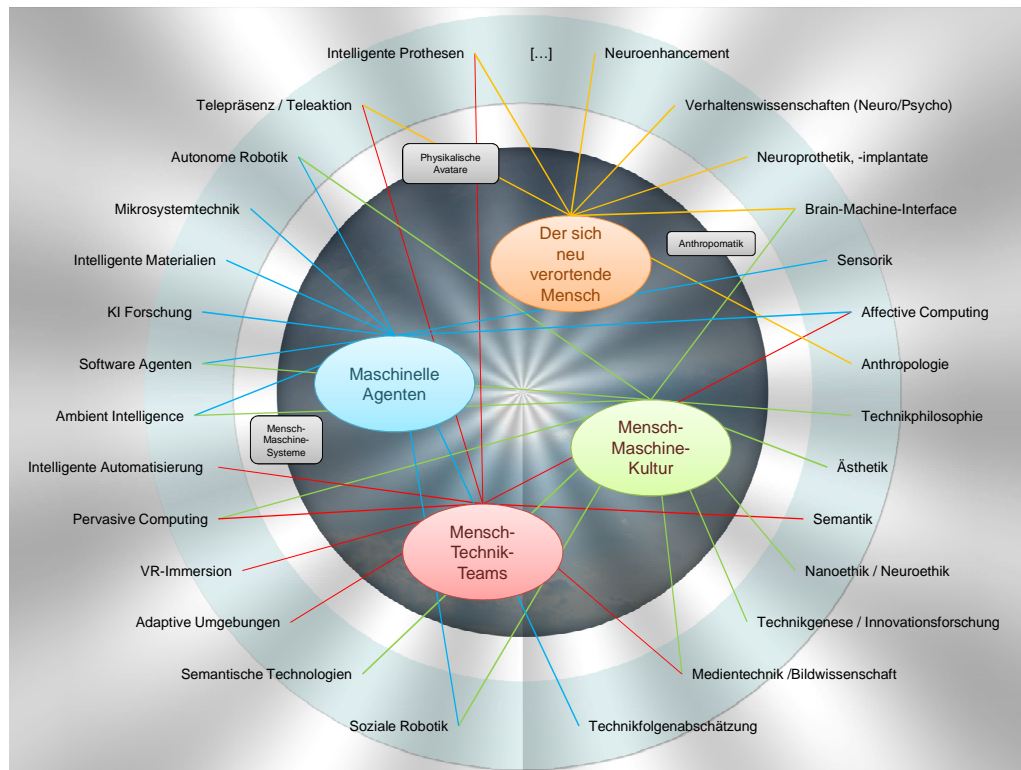 Intelligente Prothesen
[…]
Neuroenhancement
Telepräsenz / Teleaktion
Verhaltenswissenschaften (Neuro/Psycho)
Autonome Robotik
Physikalische
Avatare
Neuroprothetik, -implantate
Mikrosystemtechnik
Brain-Machine-Interface
Der sich
neu
verortende
Mensch
Anthropomatik
Intelligente Materialien
Sensorik
KI Forschung
Affective Computing
Software Agenten
Maschinelle
Agenten
Anthropologie
Ambient Intelligence
Technikphilosophie
Mensch-
Maschine-
Systeme
Mensch-
Maschine-
Kultur
Intelligente Automatisierung
Ästhetik
Pervasive Computing
Semantik
Mensch-
Technik-
Teams
VR-Immersion
Nanoethik / Neuroethik
Adaptive Umgebungen
Technikgenese / Innovationsforschung
Semantische Technologien
Medientechnik /Bildwissenschaft
Soziale Robotik
Technikfolgenabschätzung